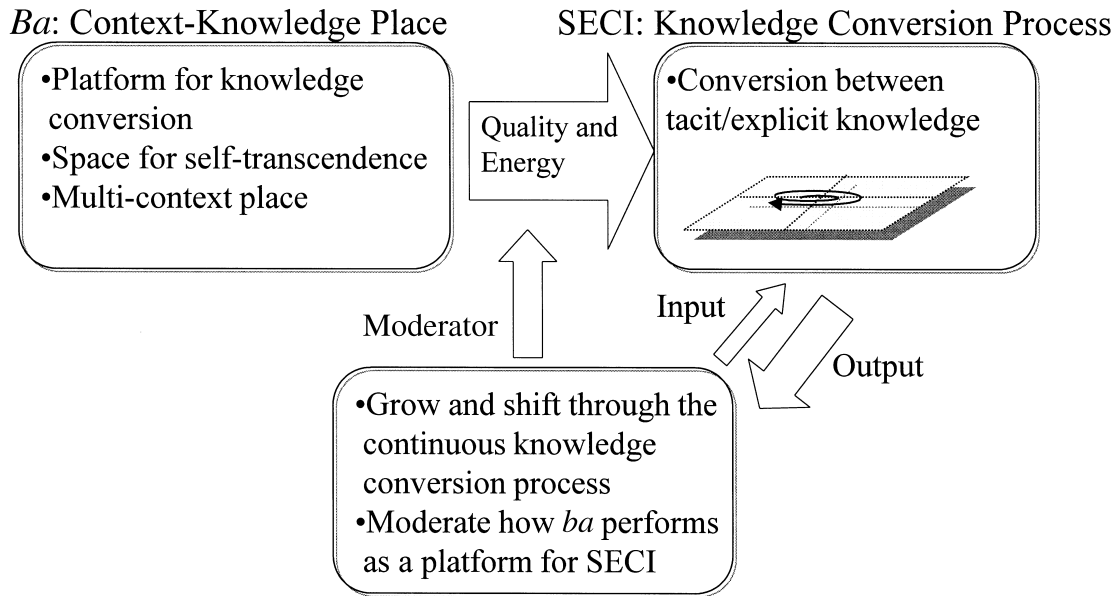 Ba: Context-Knowledge Place
SECI: Knowledge Conversion Process
•Platform for knowledge
conversion
•Space for self-transcendence
•Multi-context place
Quality and
Energy
•Conversion between
tacit/explicit knowledge
Moderator
Input
Output
•Grow and shift through the
continuous knowledge
conversion process
•Moderate how ba performs
as a platform for SECI